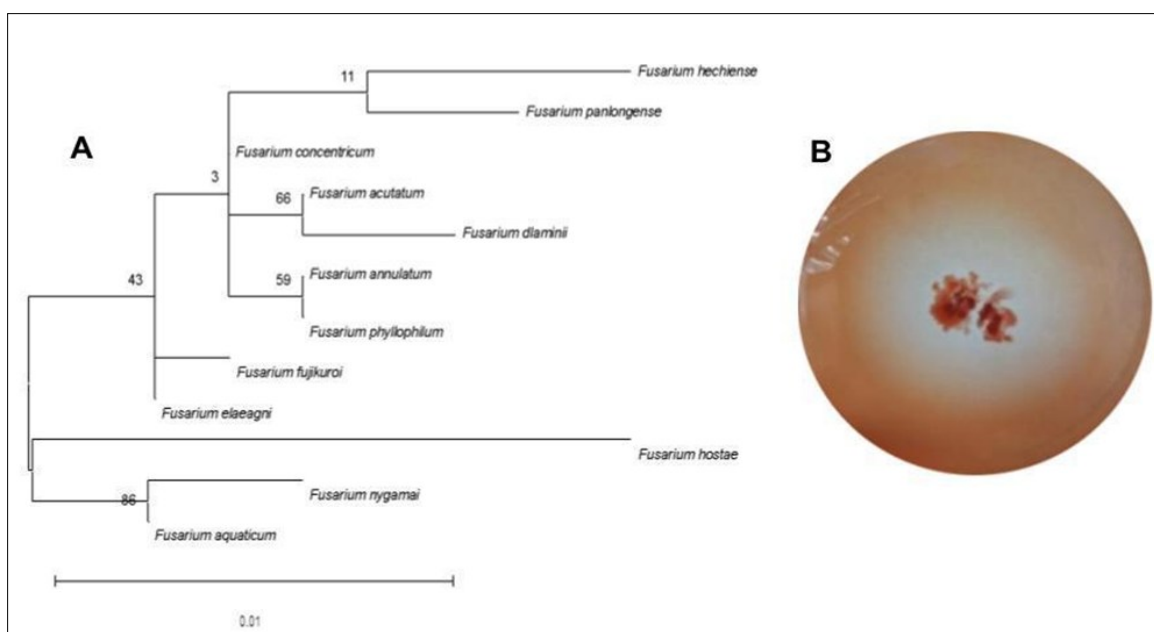 11
Fusarium hechiense
Fusarium panlongense
A
B
Fusarium concentricum
3
66
Fusarium acutatum
Fusarium dlaminii
43
59
Fusarium annulatum
Fusarium phyllophilum
Fusarium fujikuroi
Fusarium elaeagni
Fusarium hostae
86
Fusarium nygamai
Fusarium aquaticum
0.01